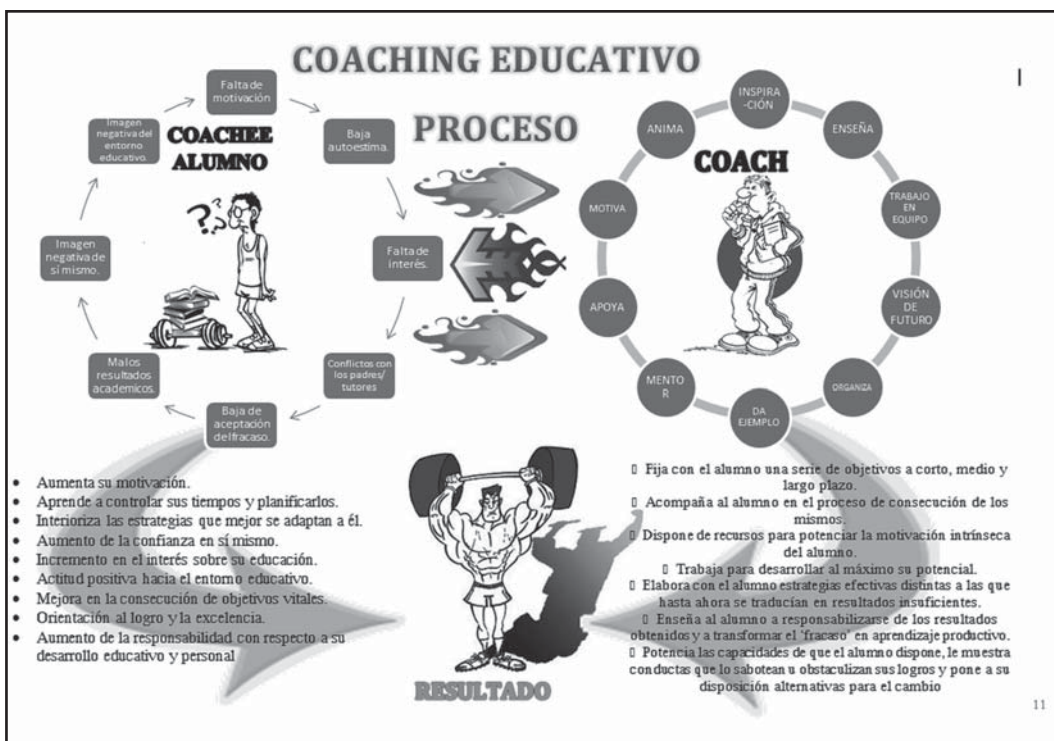 COACHING EDUCATIVO
Falta de
motivación
Baja
autoestima.
Falta de
interés.
Conflictos con
los padres/
tutores
Baja de
aceptación
del fracaso.
Malos
resultados
academicos.
Imagen
negativa de
sí mismo.
Imagen
negativa del
entorno
educativo.
COACHEE
ALUMNO
???
PROCESO
INSPIRA
-CIÓN
ENSEÑA
TRABAJO
EN
EQUIPO
VISIÓN
DE
FUTURO
ORGANIZA
DA
EJEMPLO
MENTO
R
APOYA
MOTIVA
ANIMA
COACH
• Aumenta su motivación.
• Aprende a controlar sus tiempos y planificarlos.
• Interioriza las estrategias que mejor se adaptan a él.
• Aumento de la confianza en sí mismo.
• Incremento en el interés sobre su educación.
• Actitud positiva hacia el entorno educativo.
• Mejora en la consecución de objetivos vitales.
• Orientación al logro y la excelencia.
• Aumento de la responsabilidad con respecto a su
desarrollo educativo y personal
RESULTADO
▯ Fija con el alumno una serie de objetivos a corto, medio y
largo plazo.
▯ Acompaña al alumno en el proceso de consecución de los
mismos.
▯ Dispone de recursos para potenciar la motivación intrínseca
del alumno.
▯ Trabaja para desarrollar al máximo su potencial.
▯ Elabora con el alumno estrategias efectivas distintas a las que
hasta ahora se traducían en resultados insuficientes.
▯ Enseña al alumno a responsabilizarse de los resultados
obtenidos y a transformar el 'fracaso' en aprendizaje productivo.
▯ Potencia las capacidades de que el alumno dispone, le muestra
conductas que lo sabotean u obstaculizan sus logros y pone a su
disposición alternativas para el cambio
11